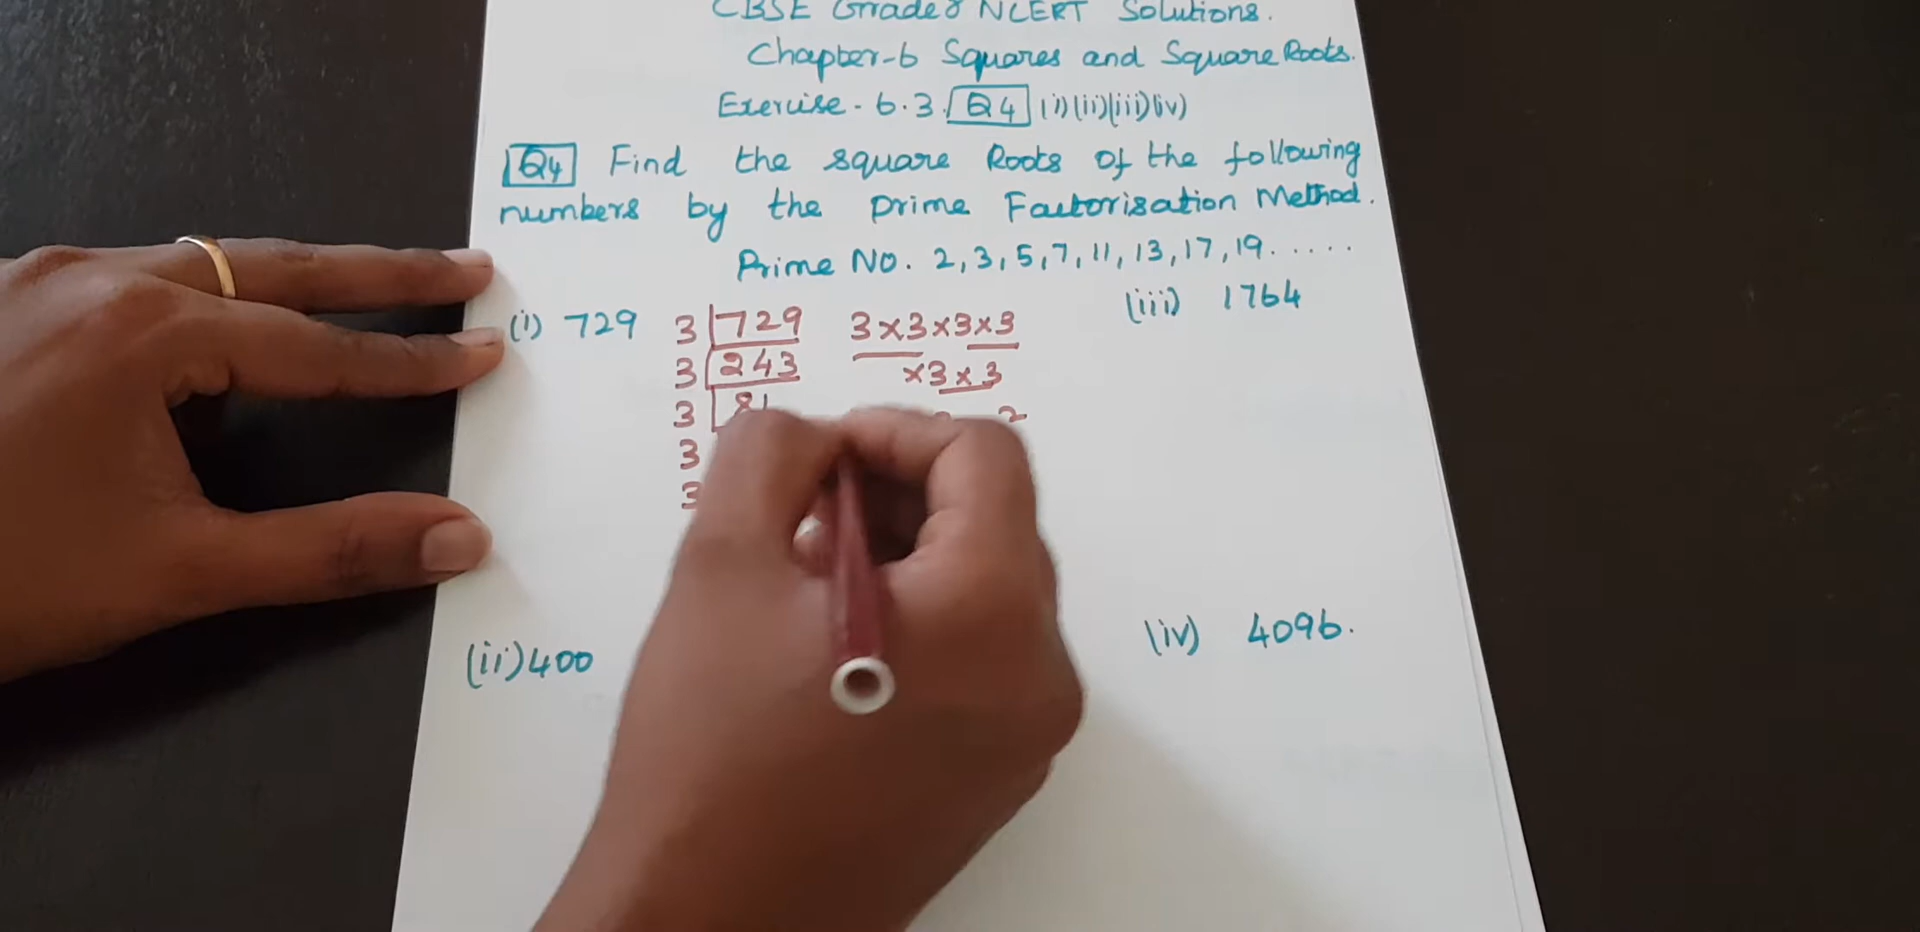 CBSE Grade 8 NCERT Solutions.
Chapter-6 Squares and Square Roots.
Exercise - 6.3. Q4 (i)(ii)(iii)(iv)
Q4 Find the square Roots of the following
numbers by the prime Factorisation Method.
Prime No. 2, 3, 5, 7, 11, 13, 17, 19.....
(i) 729
3 729
3 243
3 81
3
3
3×3×3×3
×3×3
(ii) 400
(iii) 1764
(iv) 4096.